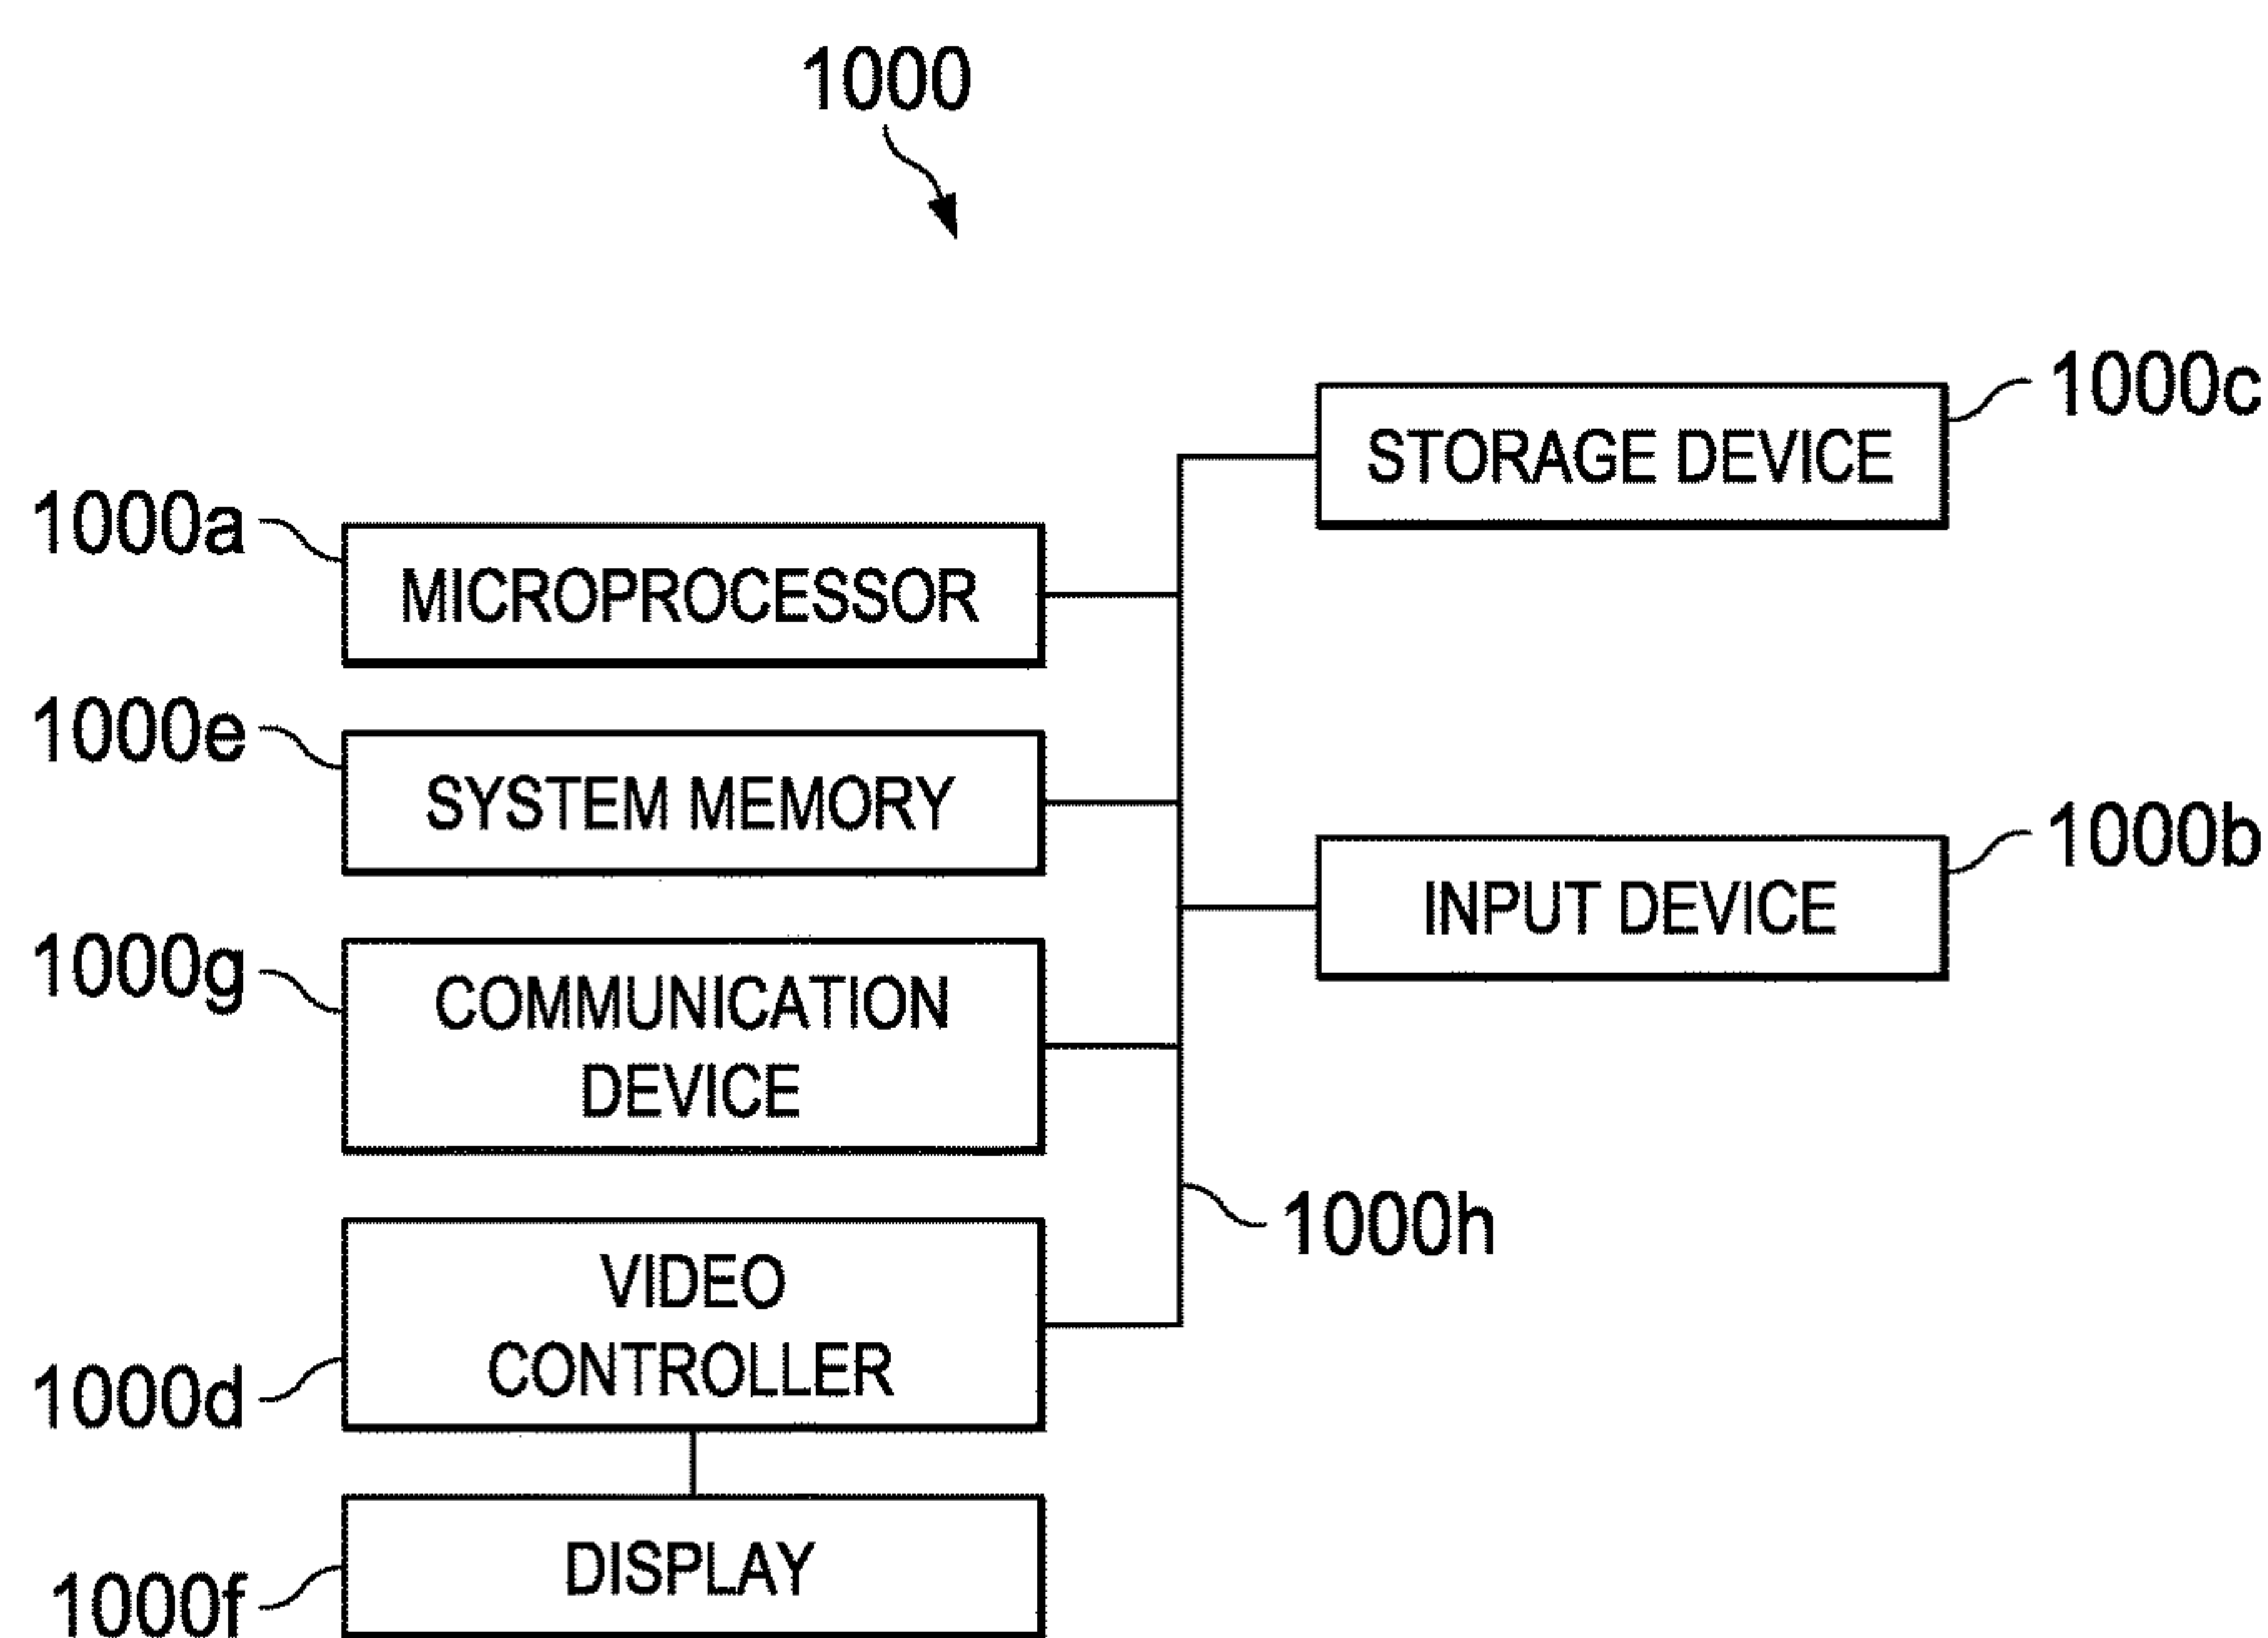 1000
1000c
STORAGE DEVICE
1000a
MICROPROCESSOR
1000e
SYSTEM MEMORY
1000b
INPUT DEVICE
1000g
COMMUNICATION
DEVICE
1000h
VIDEO
CONTROLLER
1000d
DISPLAY
1000f